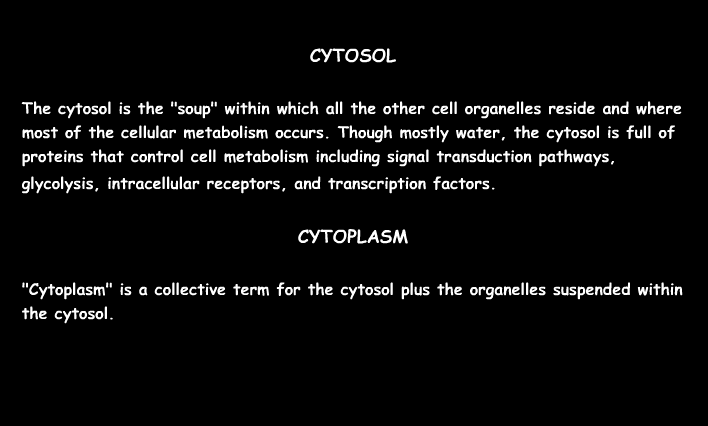 CYTOSOL
The cytosol is the "soup" within which all the other cell organelles reside and where
most of the cellular metabolism occurs. Though mostly water, the cytosol is full of
proteins that control cell metabolism including signal transduction pathways,
glycolysis, intracellular receptors, and transcription factors.
CYTOPLASM
"Cytoplasm" is a collective term for the cytosol plus the organelles suspended within
the cytosol.